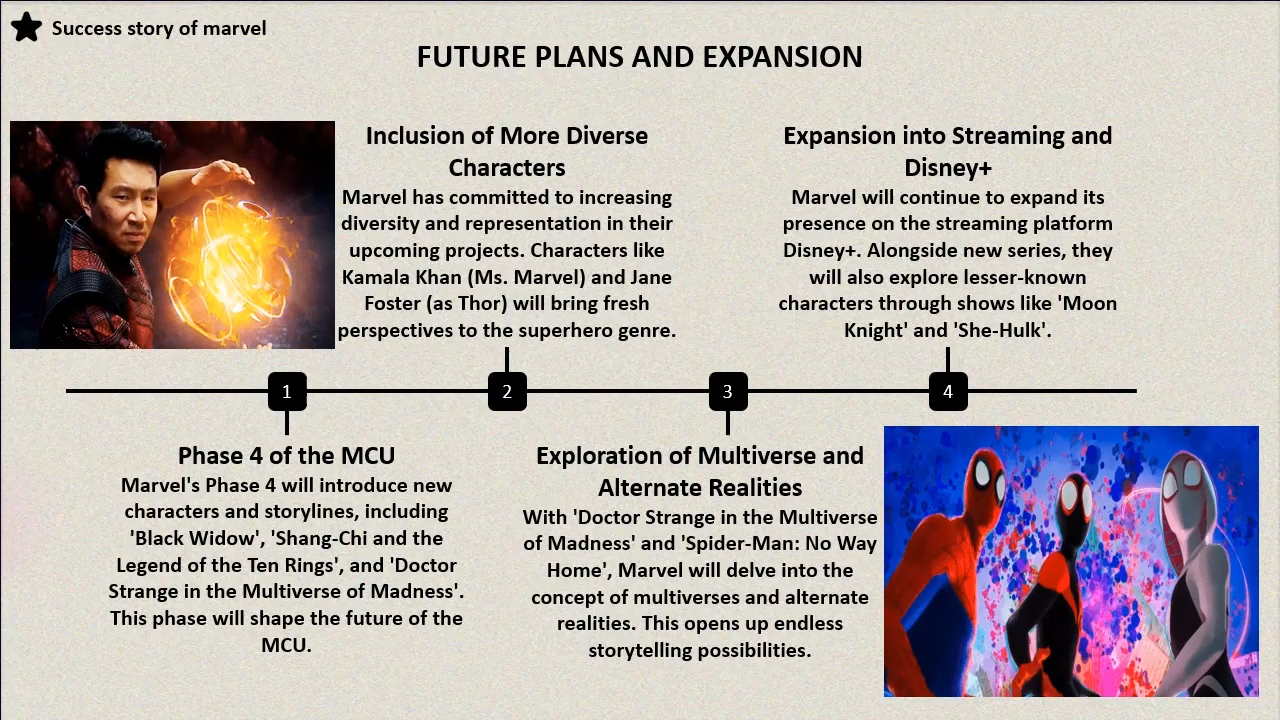 Success story of marvel
FUTURE PLANS AND EXPANSION
Inclusion of More Diverse
Characters
Marvel has committed to increasing
diversity and representation in their
upcoming projects. Characters like
Kamala Khan (Ms. Marvel) and Jane
Foster (as Thor) will bring fresh
perspectives to the superhero genre.
Expansion into Streaming and
Disney+
Marvel will continue to expand its
presence on the streaming platform
Disney+. Alongside new series, they
will also explore lesser-known
characters through shows like 'Moon
Knight' and 'She-Hulk'.
1
2
3
4
Phase 4 of the MCU
Marvel's Phase 4 will introduce new
characters and storylines, including
'Black Widow', 'Shang-Chi and the
Legend of the Ten Rings', and 'Doctor
Strange in the Multiverse of Madness'.
This phase will shape the future of the
MCU.
Exploration of Multiverse and
Alternate Realities
With 'Doctor Strange in the Multiverse
of Madness' and 'Spider-Man: No Way
Home', Marvel will delve into the
concept of multiverses and alternate
realities. This opens up endless
storytelling possibilities.